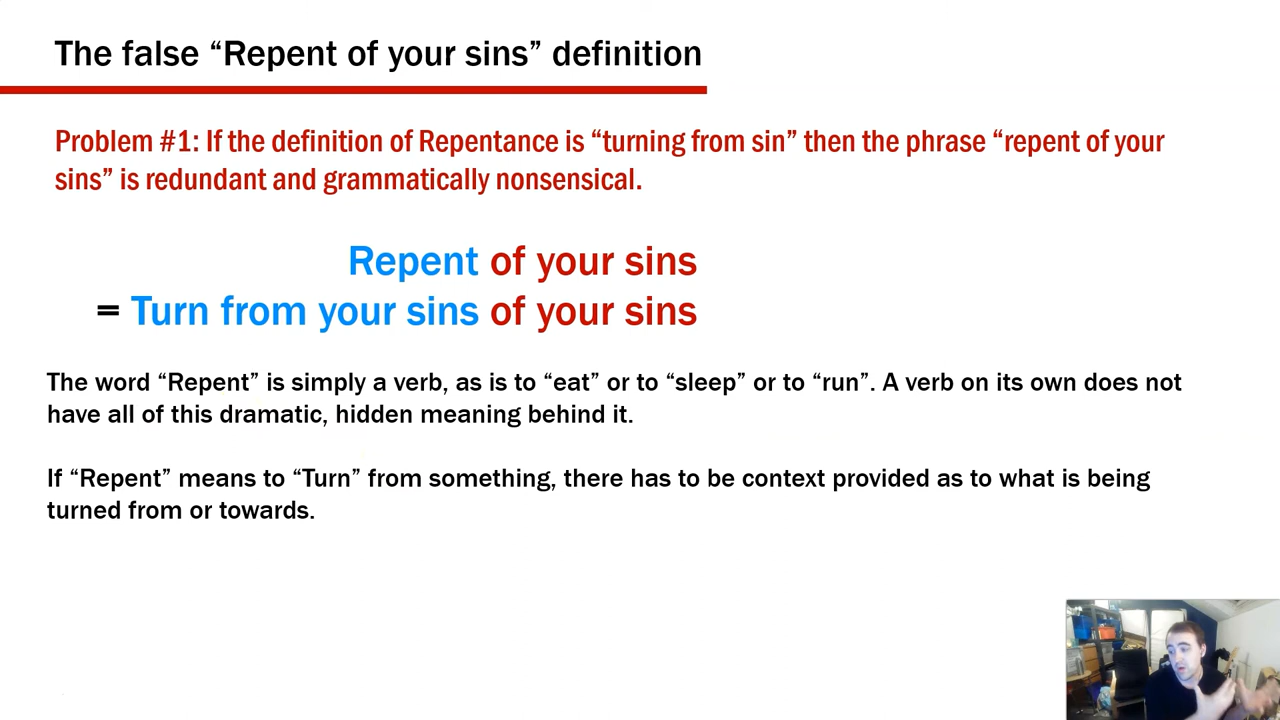 The false “Repent of your sins” definition
Problem #1: If the definition of Repentance is “turning from sin” then the phrase “repent of your
sins” is redundant and grammatically nonsensical.
Repent of your sins
= Turn from your sins of your sins
The word “Repent” is simply a verb, as is to “eat” or to “sleep” or to “run”. A verb on its own does not
have all of this dramatic, hidden meaning behind it.
If “Repent” means to “Turn” from something, there has to be context provided as to what is being
turned from or towards.